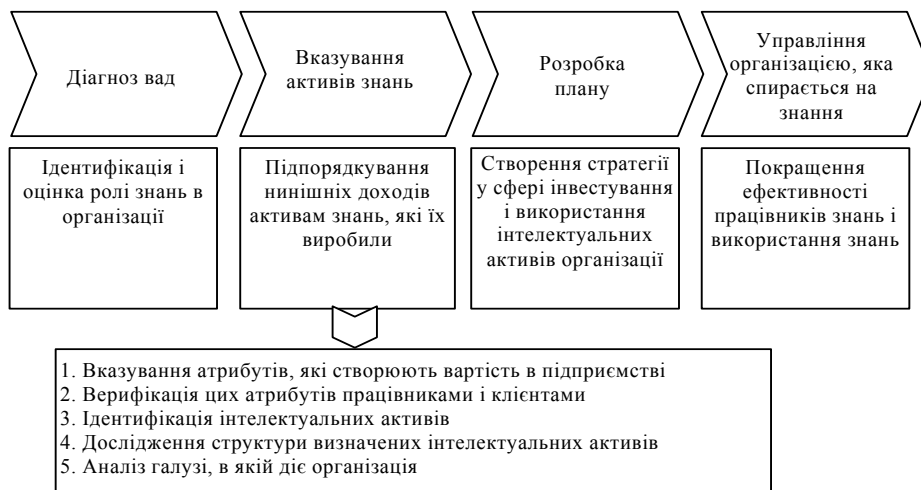 Діагноз вад
Вказування
активів знань
Розробка
плану
Управління
організацією, яка
спирається на
знання
Ідентифікація і
оцінка ролі знань в
організації
Підпорядкування
нинішніх доходів
активам знань, які їх
виробили
Створення стратегії
у сфері інвестування
і використання
інтелектуальних
активів організації
Покращення
ефективності
працівників знань і
використання знань
1. Вказування атрибутів, які створюють вартість в підприємстві
2. Верифікація цих атрибутів працівниками і клієнтами
3. Ідентифікація інтелектуальних активів
4. Дослідження структури визначених інтелектуальних активів
5. Аналіз галузі, в якій діє організація